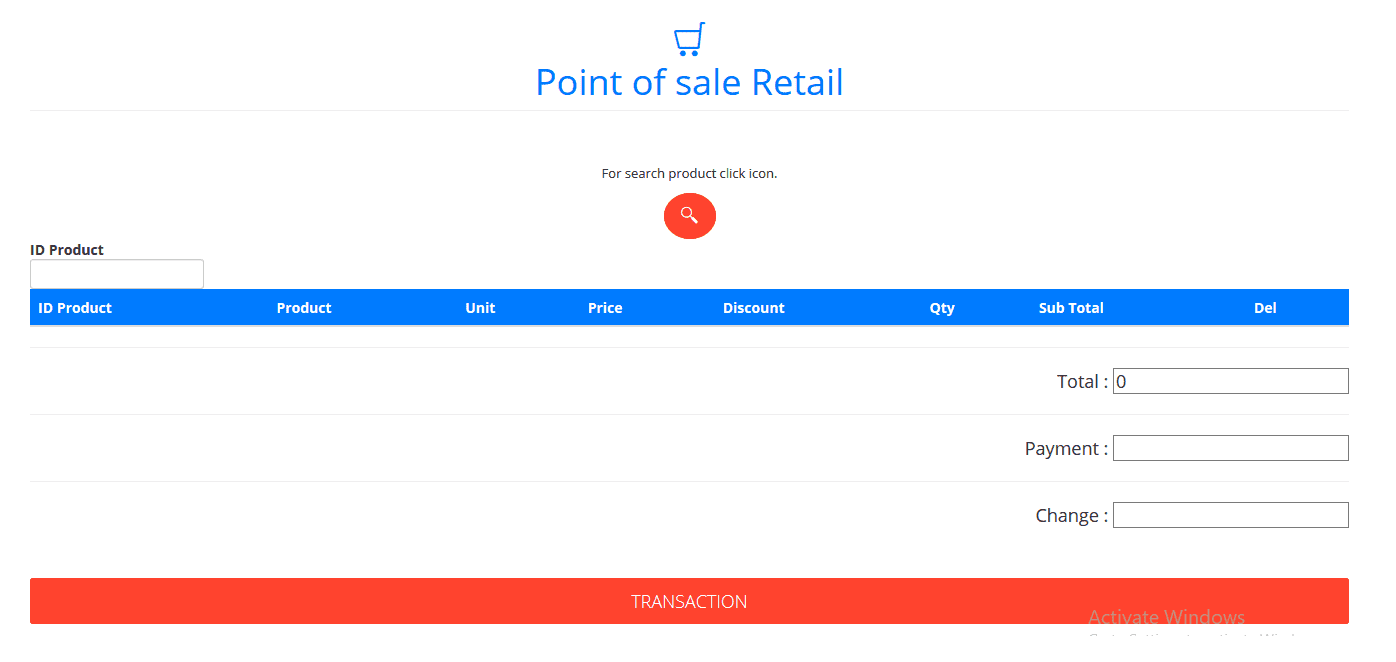 Point of sale Retail
For search product click icon.
ID Product
ID Product Product Unit Price Discount Qty Sub Total Del
Total : 0
Payment :
Change :
TRANSACTION
Activate Windows